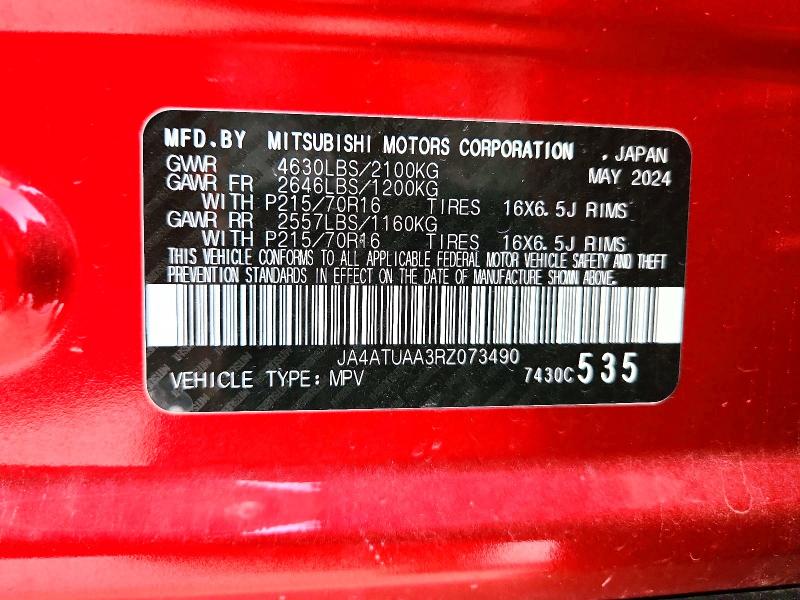 MFD.BY MITSUBISHI MOTORS CORPORATION .JAPAN
GWWR 4630LBS/2100KG MAY 2024
GAWR FR 2646LBS/1200KG
WITH P215/70R16 TIRES 16X6.5J RIMS
GAWR RR 2557LBS/1160KG
WITH P215/70R16 TIRES 16X6.5J RIMS
THIS VEHICLE CONFORMS TO ALL APPLICABLE FEDERAL MOTOR VEHICLE SAFETY AND THEFT
PREVENTION STANDARDS IN EFFECT ON THE DATE OF MANUFACTURE SHOWN ABOVE.
JA4ATUAA3RZ073490
VEHICLE TYPE: MPV 7430C 535